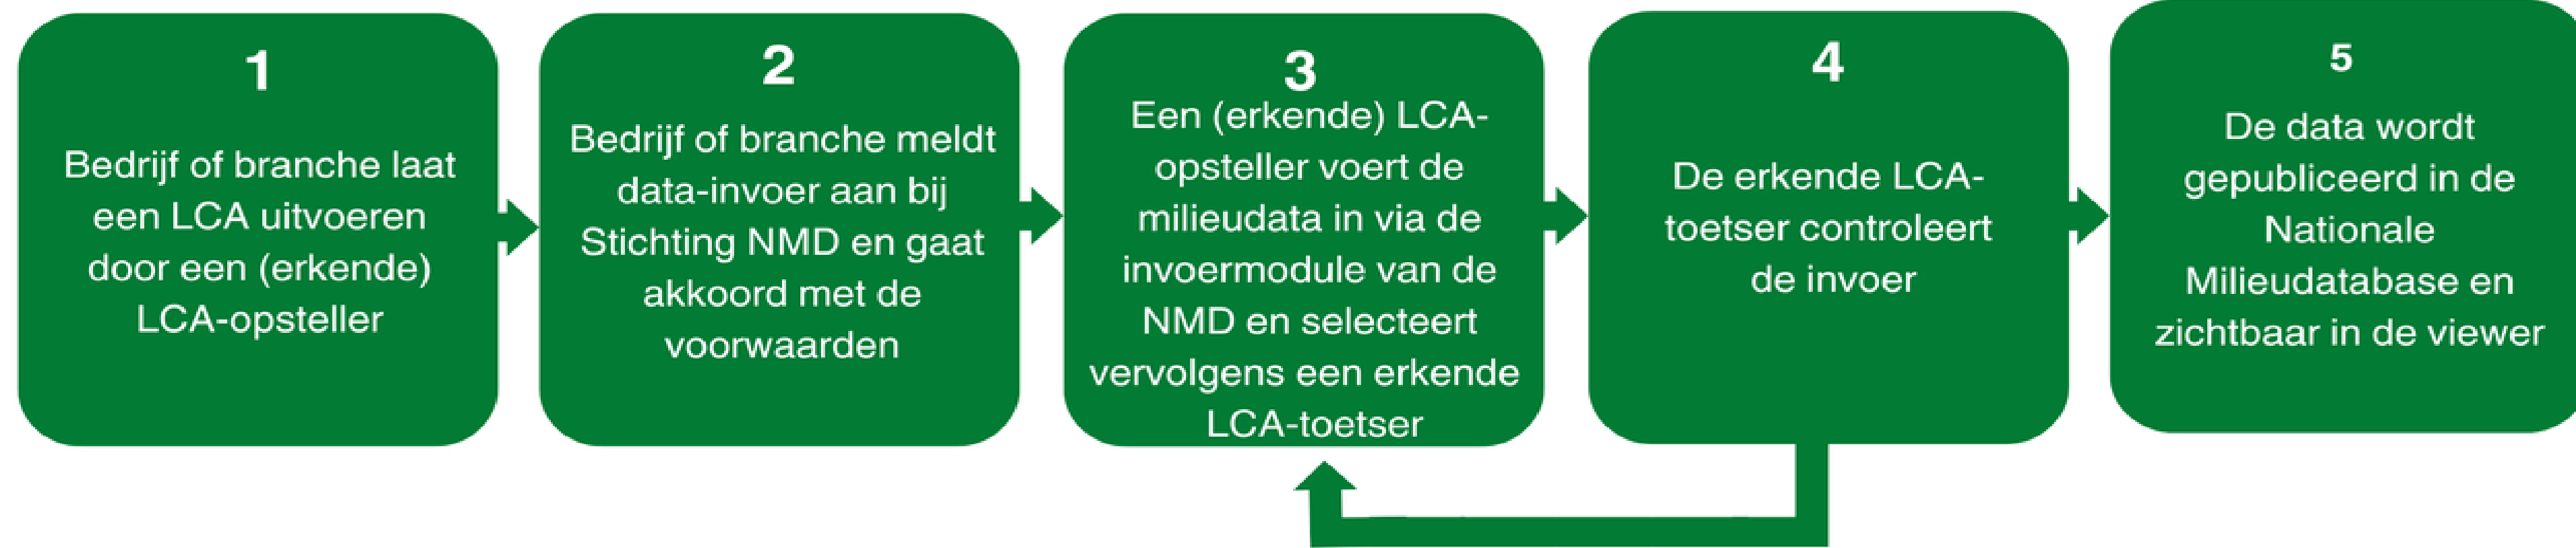 1
Bedrijf of branche laat
een LCA uitvoeren
door een (erkende)
LCA-opsteller
2
Bedrijf of branche meldt
data-invoer aan bij
Stichting NMD en gaat
akkoord met de
voorwaarden
3
Een (erkende) LCA-
opsteller voert de
milieudata in via de
invoermodule van de
NMD en selecteert
vervolgens een erkende
LCA-toetser
4
De erkende LCA-
toetser controleert
de invoer
5
De data wordt
gepubliceerd in de
Nationale
Milieudatabase en
zichtbaar in de viewer